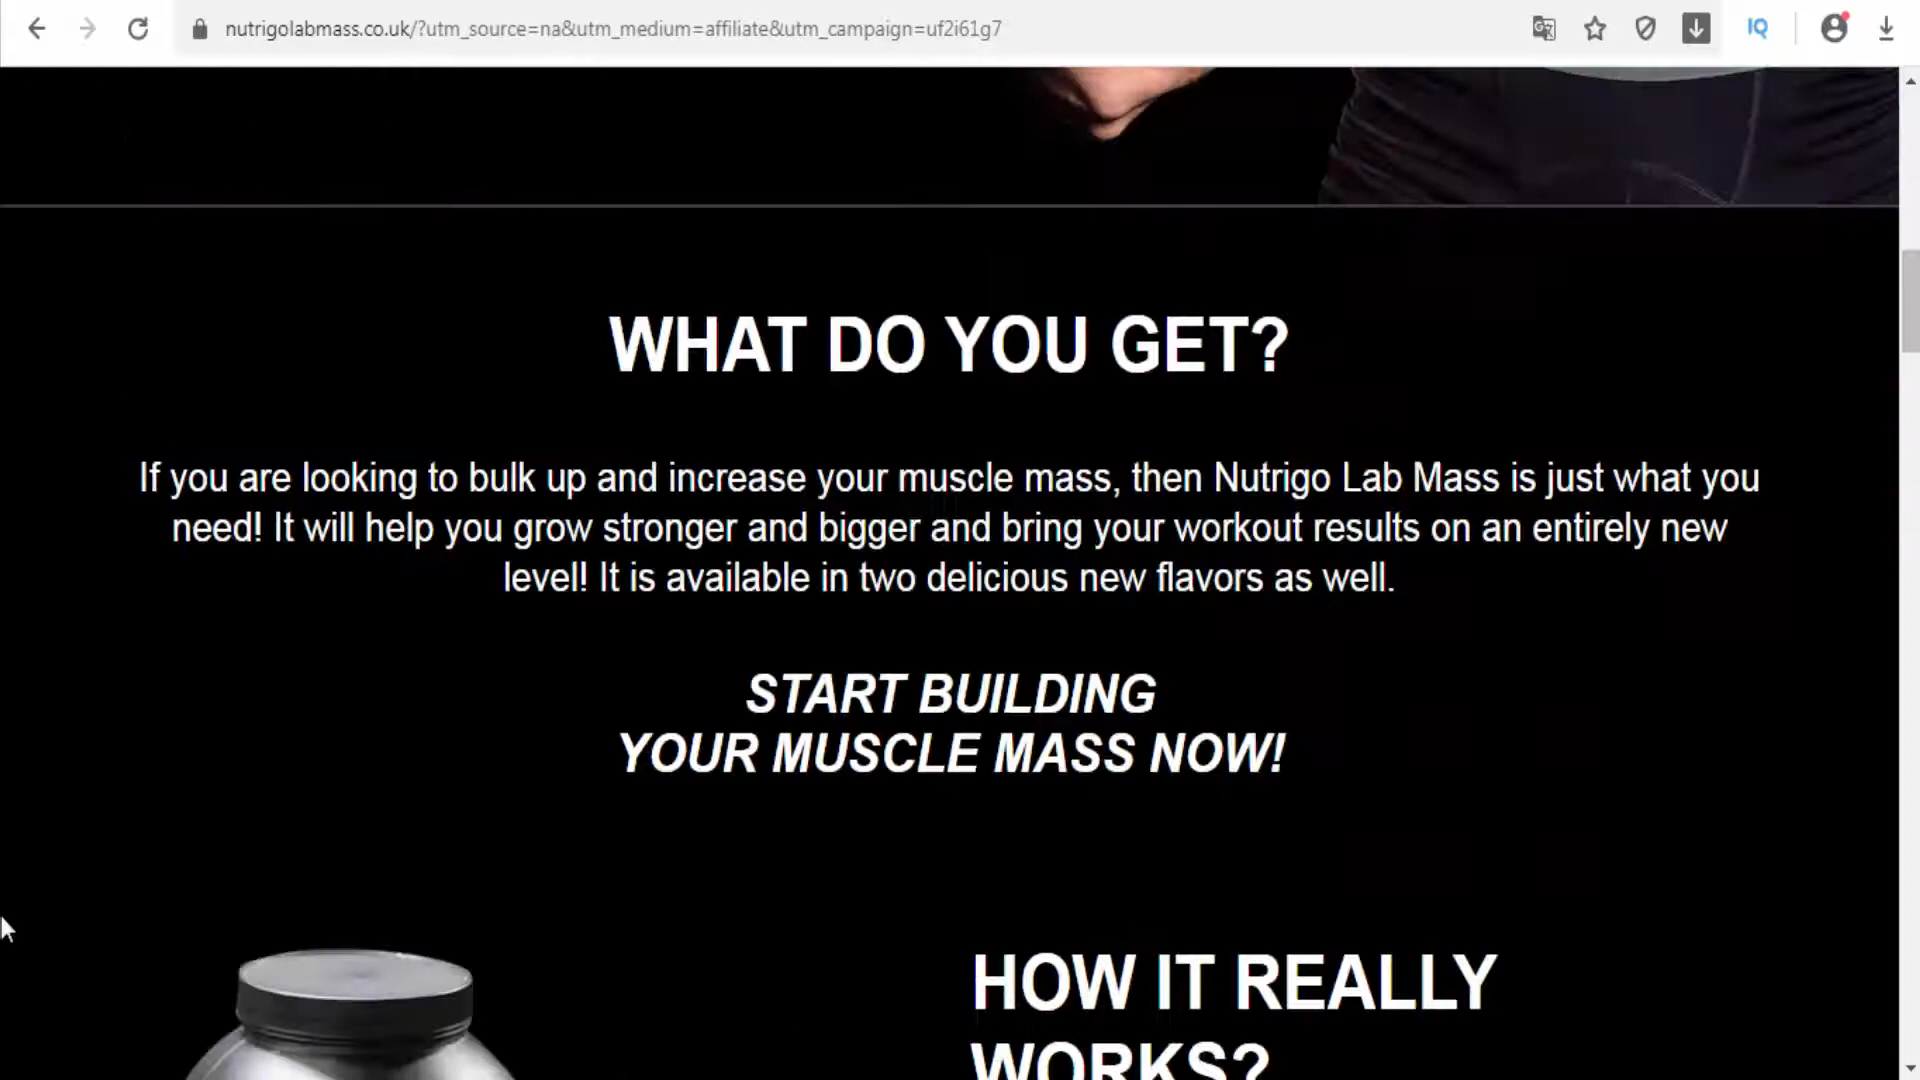 nutrigolabmass.co.uk/?utm_source=na&utm_medium=affiliate&utm_campaign=uf2i61g7
IQ
WHAT DO YOU GET?
If you are looking to bulk up and increase your muscle mass, then Nutrigo Lab Mass is just what you
need! It will help you grow stronger and bigger and bring your workout results on an entirely new
level! It is available in two delicious new flavors as well.
START BUILDING
YOUR MUSCLE MASS NOW!
HOW IT REALLY
WORKS?